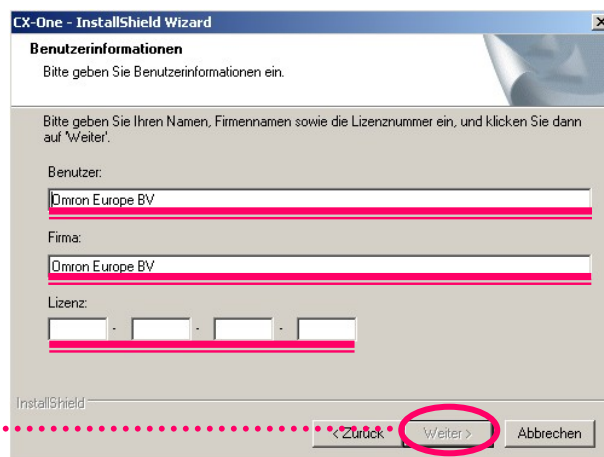 CX-One - InstallShield Wizard
Benutzerinformationen
Bitte geben Sie Benutzerinformationen ein.
Bitte geben Sie Ihren Namen, Firmennamen sowie die Lizenznummer ein, und klicken Sie dann
auf 'Weiter'.
Benutzer:
Omron Europe BV
Firma:
Omron Europe BV
Lizenz:
- - -
InstallShield
< Zurück Weiter > Abbrechen